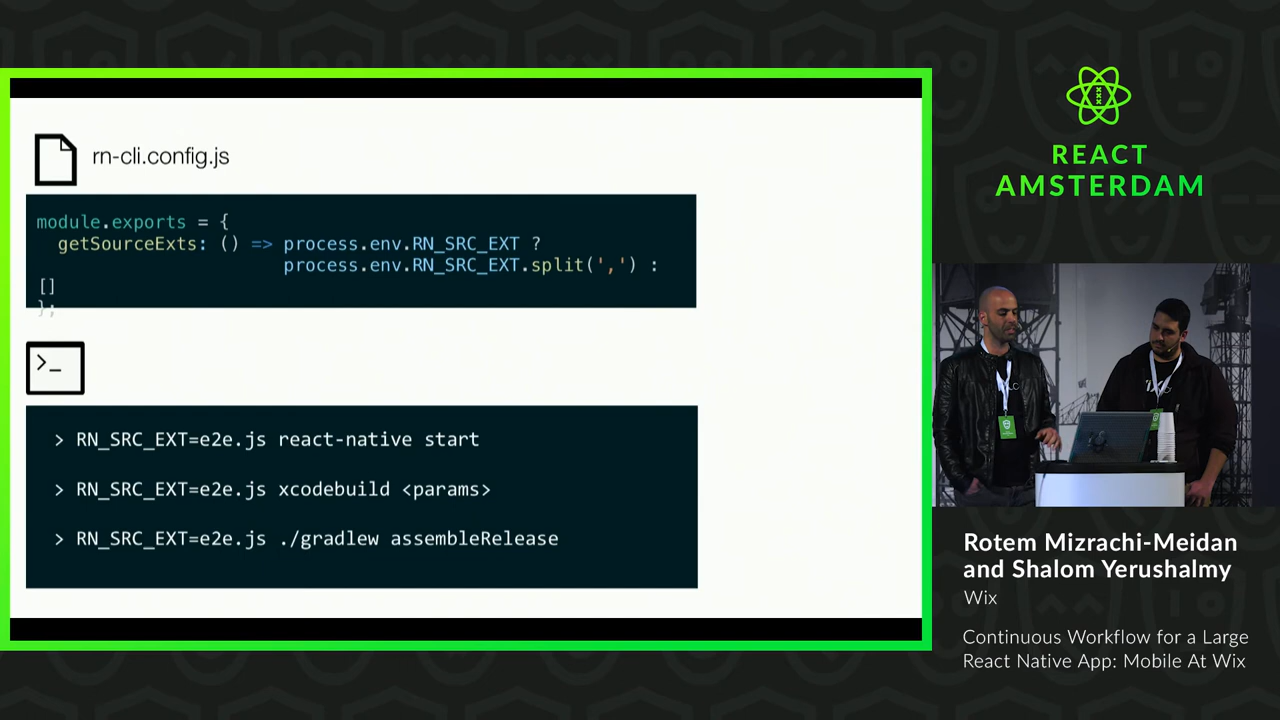 rn-cli.config.js
module.exports = {
  getSourceExts: () => process.env.RN_SRC_EXT ?
                       process.env.RN_SRC_EXT.split(',') :
[]
};
>_
> RN_SRC_EXT=e2e.js react-native start
> RN_SRC_EXT=e2e.js xcodebuild <params>
> RN_SRC_EXT=e2e.js ./gradlew assembleRelease
REACT
AMSTERDAM
Rotem Mizrachi-Meidan
and Shalom Yerushalmy
Wix
Continuous Workflow for a Large
React Native App: Mobile At Wix